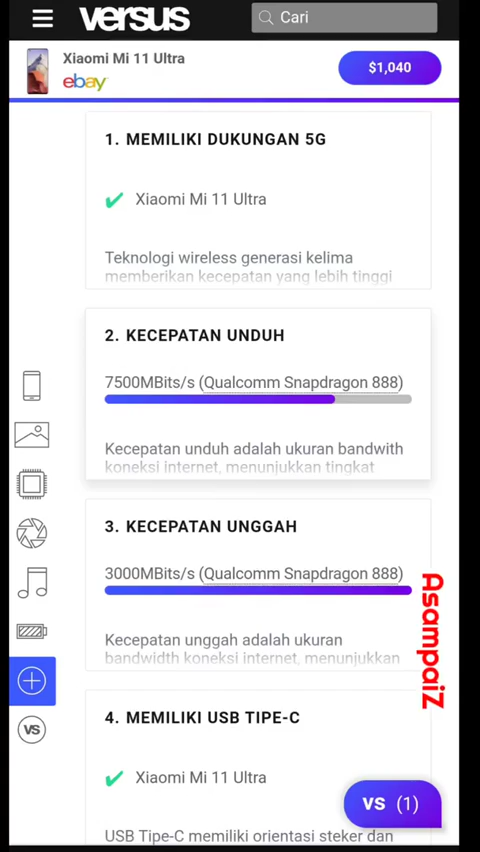 versus
Cari
Xiaomi Mi 11 Ultra
ebay
$1,040
1. MEMILIKI DUKUNGAN 5G
Xiaomi Mi 11 Ultra
Teknologi wireless generasi kelima
memberikan kecepatan yang lebih tinggi
2. KECEPATAN UNDUH
7500MBits/s (Qualcomm Snapdragon 888)
Kecepatan unduh adalah ukuran bandwith
koneksi internet, menunjukkan tingkat
3. KECEPATAN UNGGAH
3000MBits/s (Qualcomm Snapdragon 888)
Kecepatan unggah adalah ukuran
bandwidth koneksi internet, menunjukkan
AsampaiZ
4. MEMILIKI USB TIPE-C
VS
Xiaomi Mi 11 Ultra
VS (1)
USB Tipe-C memiliki orientasi steker dan